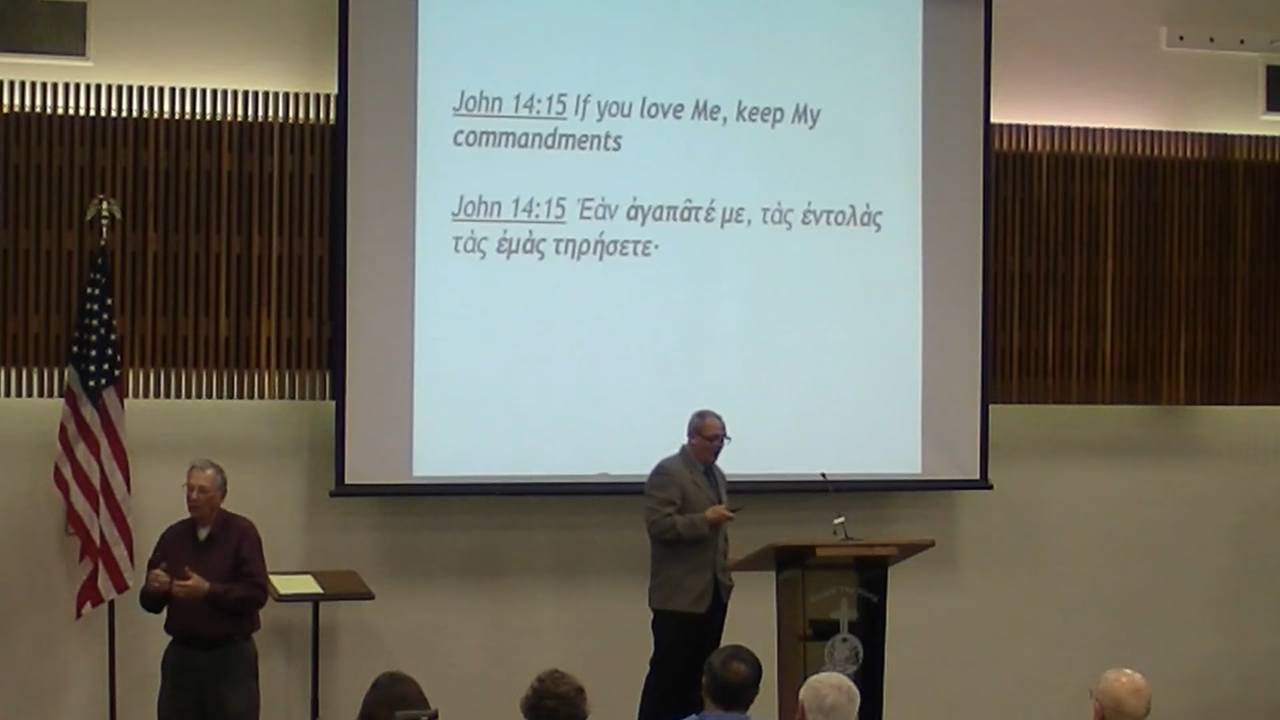 John 14:15 If you love Me, keep My
commandments
John 14:15 Ἐὰν ἀγαπᾶτέ με, τὰς ἐντολὰς
τὰς ἐμὰς τηρήσετε·